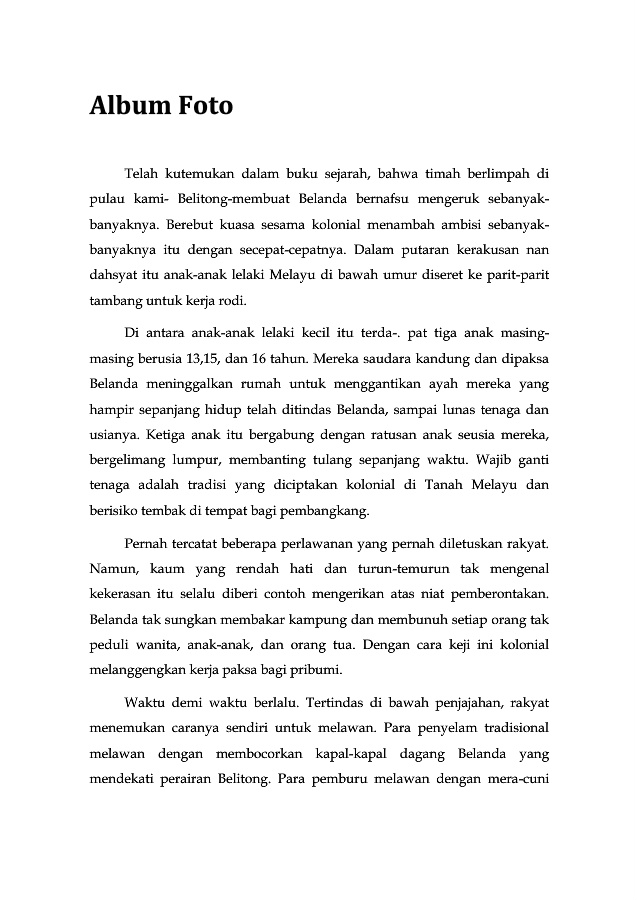 Album Foto
Telah kutemukan dalam buku sejarah, bahwa timah berlimpah di
pulau kami- Belitong-membuat Belanda bernafsu mengeruk sebanyak-
banyaknya. Berebut kuasa sesama kolonial menambah ambisi sebanyak-
banyaknya itu dengan secepat-cepatnya. Dalam putaran kerakusan nan
dahsyat itu anak-anak lelaki Melayu di bawah umur diseret ke parit-parit
tambang untuk kerja rodi.
Di antara anak-anak lelaki kecil itu terda-. pat tiga anak masing-
masing berusia 13,15, dan 16 tahun. Mereka saudara kandung dan dipaksa
Belanda meninggalkan rumah untuk menggantikan ayah mereka yang
hampir sepanjang hidup telah ditindas Belanda, sampai lunas tenaga dan
usianya. Ketiga anak itu bergabung dengan ratusan anak seusia mereka,
bergelimang lumpur, membanting tulang sepanjang waktu. Wajib ganti
tenaga adalah tradisi yang diciptakan kolonial di Tanah Melayu dan
berisiko tembak di tempat bagi pembangkang.
Pernah tercatat beberapa perlawanan yang pernah diletuskan rakyat.
Namun, kaum yang rendah hati dan turun-temurun tak mengenal
kekerasan itu selalu diberi contoh mengerikan atas niat pemberontakan.
Belanda tak sungkan membakar kampung dan membunuh setiap orang tak
peduli wanita, anak-anak, dan orang tua. Dengan cara keji ini kolonial
melanggengkan kerja paksa bagi pribumi.
Waktu demi waktu berlalu. Tertindas di bawah penjajahan, rakyat
menemukan caranya sendiri untuk melawan. Para penyelam tradisional
melawan dengan membocorkan kapal-kapal dagang Belanda yang
mendekati perairan Belitong. Para pemburu melawan dengan mera-cuni